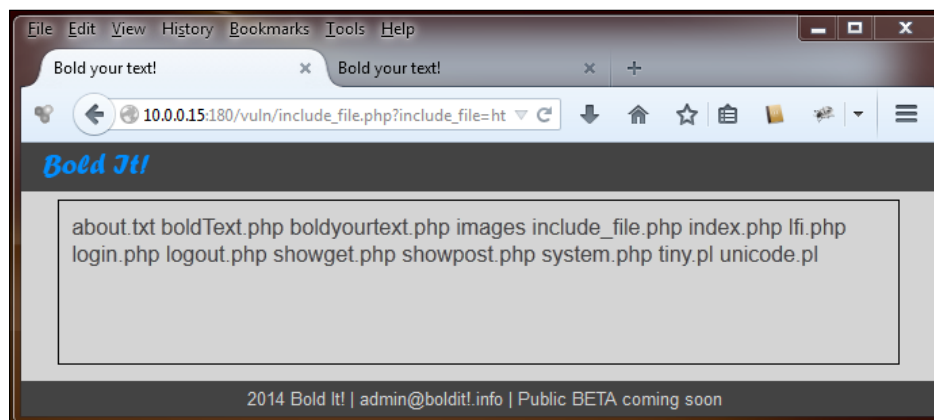 File Edit View History Bookmarks Tools Help
Bold your text! Bold your text!
10.0.0.15:180/vuln/include_file.php?include_file=ht
Bold It!
about.txt boldText.php boldyourtext.php images include_file.php index.php lfi.php
login.php logout.php showget.php showpost.php system.php tiny.pl unicode.pl
2014 Bold It! | admin@boldit!.info | Public BETA coming soon